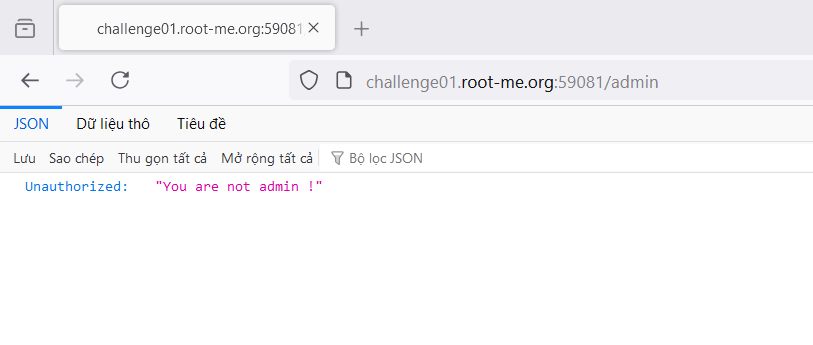 challenge01.root-me.org:59081
challenge01.root-me.org:59081/admin
JSON Dữ liệu thô Tiêu đề
Lưu Sao chép Thu gọn tất cả Mở rộng tất cả Bộ lọc JSON
Unauthorized: "You are not admin !"